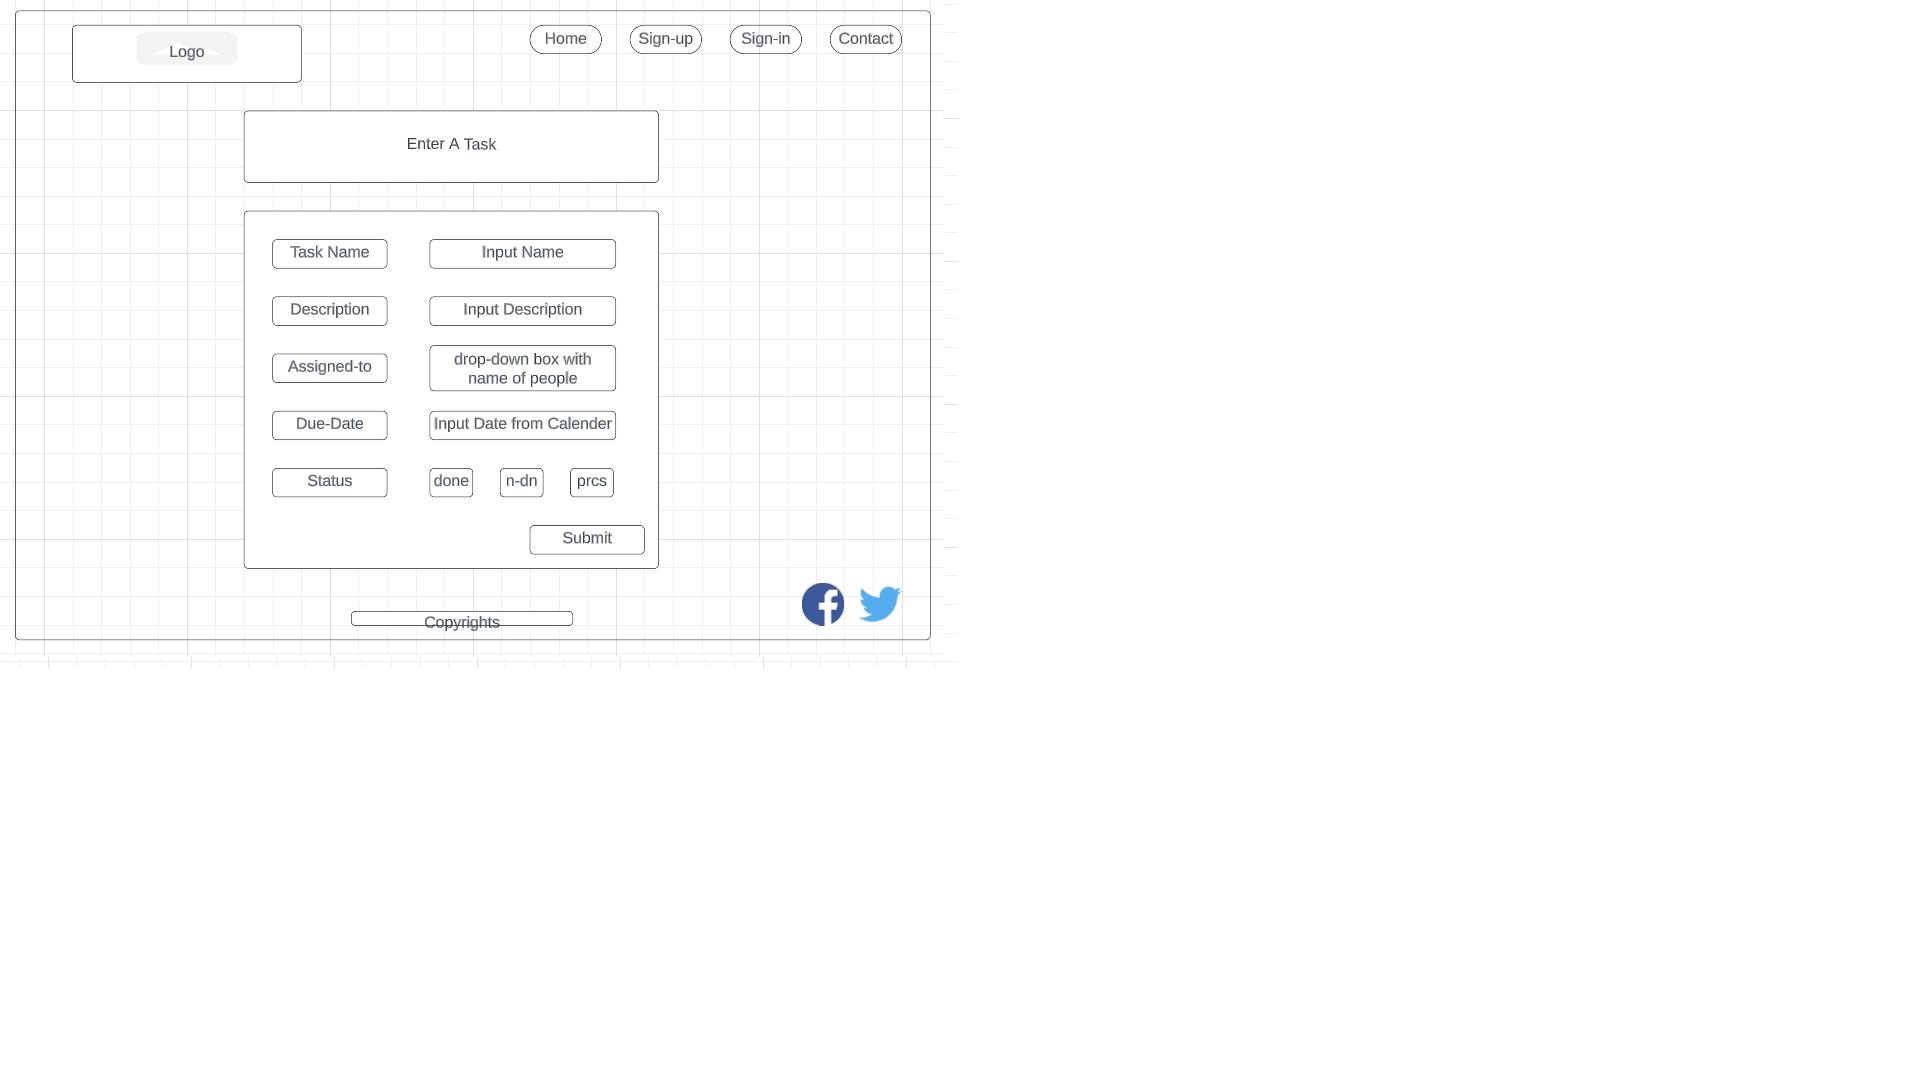 Logo
Home
Sign-up
Sign-in
Contact
Enter A Task
Task Name
Input Name
Description
Input Description
Assigned-to
drop-down box with
name of people
Due-Date
Input Date from Calender
Status
done
n-dn
prcs
Submit
Copyrights